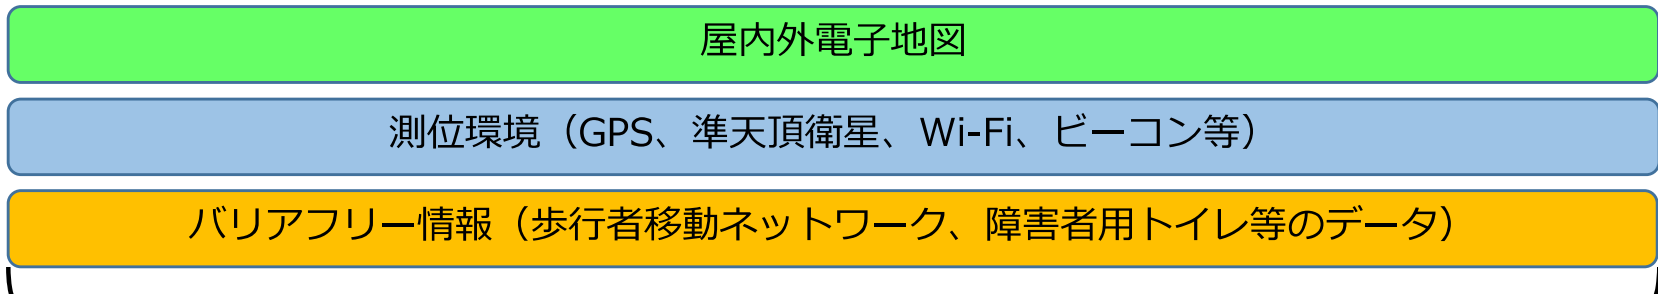 屋内外電子地図
測位環境（GPS、準天頂衛星、Wi-Fi、ビーコン等）
バリアフリー情報（歩行者移動ネットワーク、障害者用トイレ等のデータ）